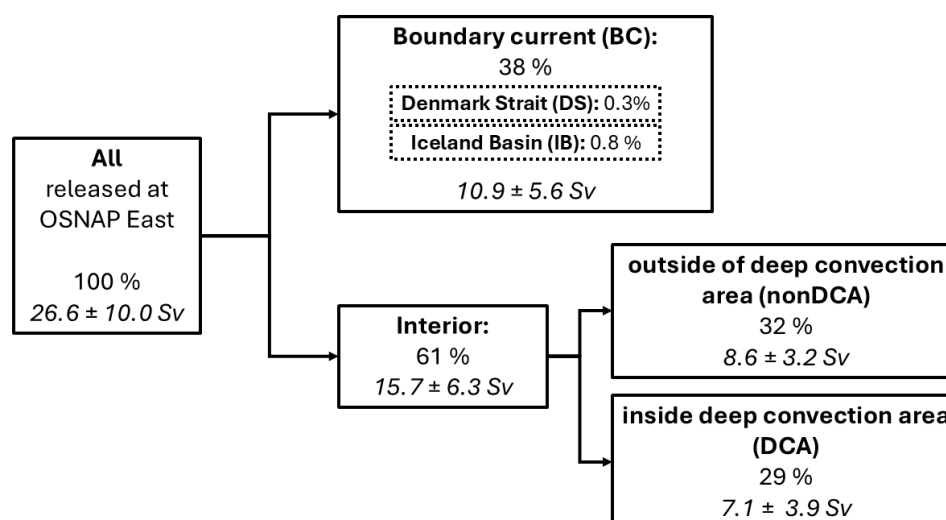 All
released at
OSNAP East
100 %
26.6 ± 10.0 Sv
Boundary current (BC):
38 %
Denmark Strait (DS): 0.3%
Iceland Basin (IB): 0.8 %
10.9 ± 5.6 Sv
Interior:
61 %
15.7 ± 6.3 Sv
outside of deep convection
area (nonDCA)
32 %
8.6 ± 3.2 Sv
inside deep convection area
(DCA)
29 %
7.1 ± 3.9 Sv